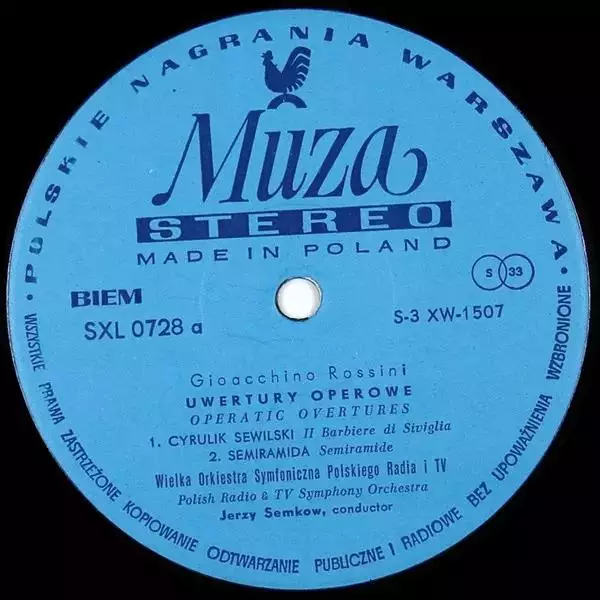 • POLSKIE NAGRANIA WARSZAWA •
Muza
STEREO
MADE IN POLAND
BIEM
SXL 0728 a
S 33
S-3 XW-1507
Gioacchino Rossini
UWERTURY OPEROWE
OPERATIC OVERTURES
1. CYRULIK SEWILSKI Il Barbiere di Siviglia
2. SEMIRAMIDA Semiramide
Wielka Orkiestra Symfoniczna Polskiego Radia i TV
Polish Radio & TV Symphony Orchestra
Jerzy Semkow, conductor
WSZYSTKIE PRAWA ZASTRZEŻONE KOPIOWANIE ODTWARZANIE PUBLICZNE I RADIOWE BEZ UPOWAŻNIENIA WZBRONIONE